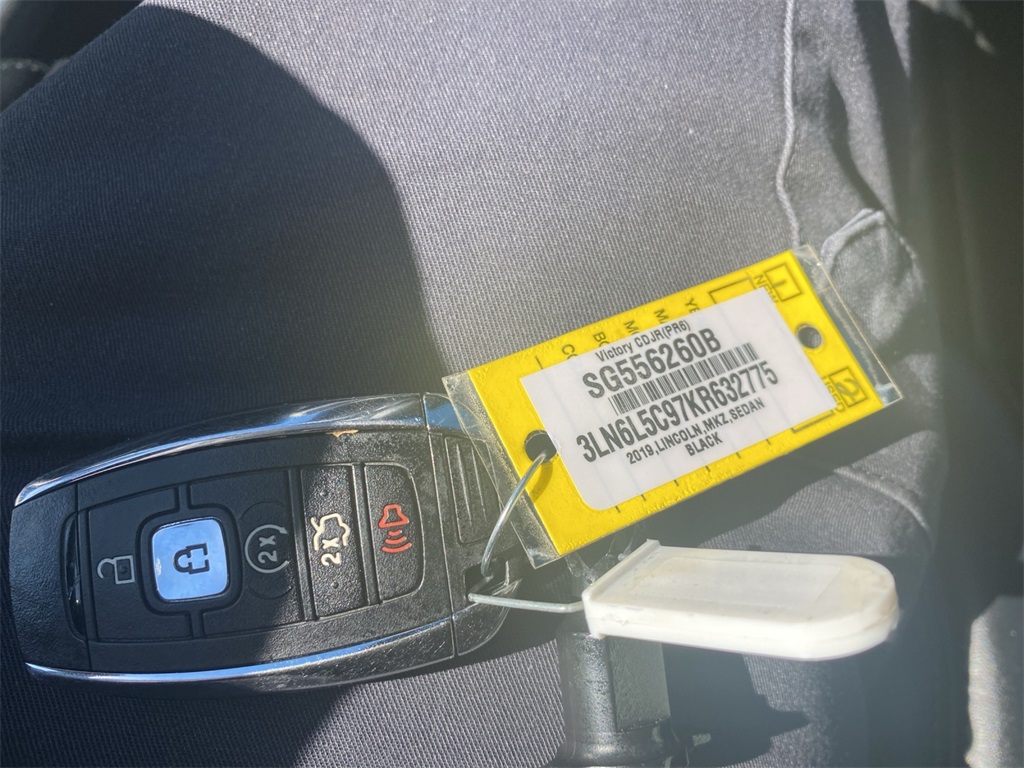 Victory CDJR(PR6)
SG556260B
3LN6L5C97KR632775
2019,LINCOLN,MKZ,SEDAN
BLACK
2X
2X